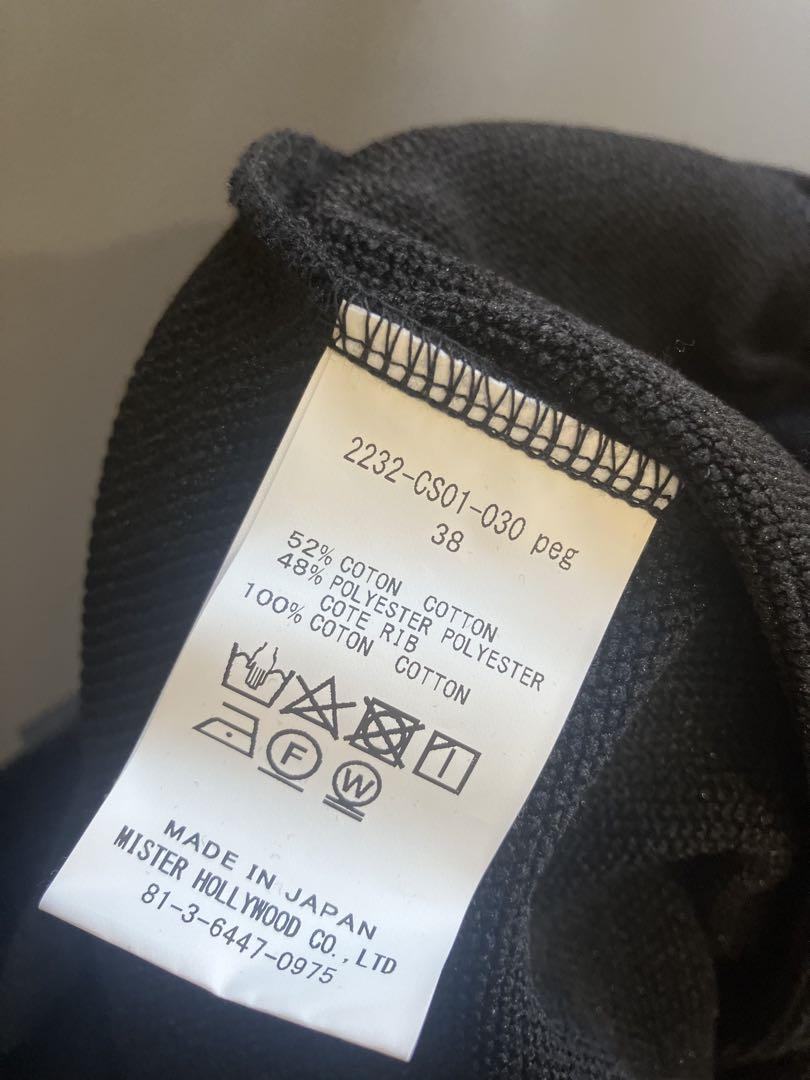 2232-CS01-030 peg
38
52% COTON COTTON
48% POLYESTER POLYESTER
COTE RIB
100% COTON COTTON
F W
MADE IN JAPAN
MISTER HOLLYWOOD CO.,LTD
81-3-6447-0975